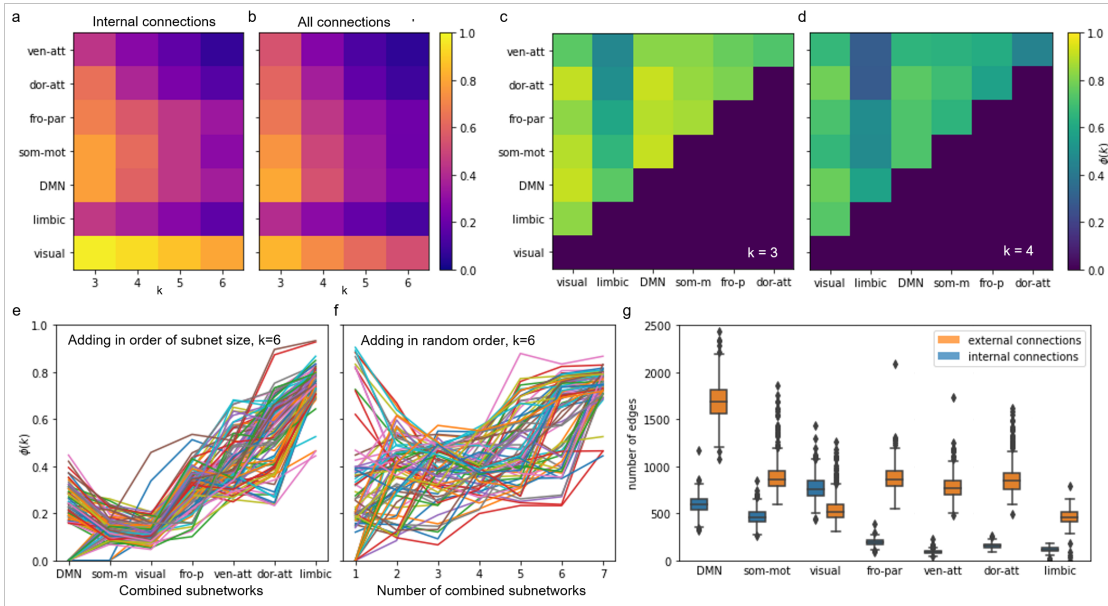 a Internal connections b All connections c d
ven-att
dor-att
fro-par
som-mot
DMN
limbic
visual
3 4 5 6
k
3 4 5 6
k
1.0
0.8
0.6
0.4
0.2
0.0
ven-att
dor-att
fro-par
som-mot
DMN
limbic
visual
k = 3
visual limbic DMN som-m fro-p dor-att
k = 4
visual limbic DMN som-m fro-p dor-att
1.0
0.8
0.6
0.4
0.2
0.0
ϕ(k)
e f g
Adding in order of subnet size, k=6
1.0
0.8
0.6
0.4
0.2
0.0
ϕ(k)
DMN som-m visual fro-p ven-att dor-att limbic
Combined subnetworks
Adding in random order, k=6
1 2 3 4 5 6 7
Number of combined subnetworks
2500
2000
1500
1000
500
0
number of edges
external connections
internal connections
DMN som-mot visual fro-par ven-att dor-att limbic